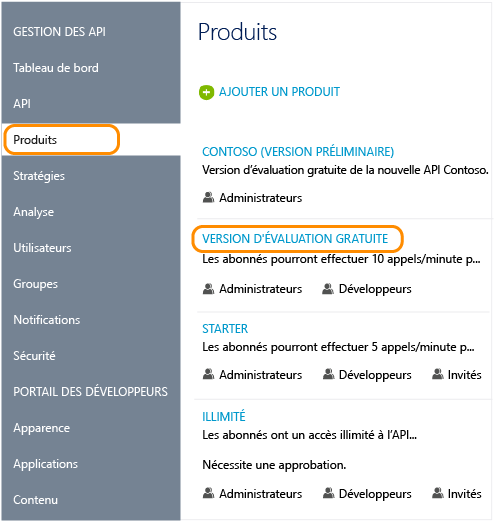 GESTION DES API
Tableau de bord
API
Produits
Stratégies
Analyse
Utilisateurs
Groupes
Notifications
Sécurité
PORTAIL DES DÉVELOPPEURS
Apparence
Applications
Contenu
Produits
AJOUTER UN PRODUIT
CONTOSO (VERSION PRÉLIMINAIRE)
Version d'évaluation gratuite de la nouvelle API Contoso.
Administrateurs
VERSION D'ÉVALUATION GRATUITE
Les abonnés pourront effectuer 10 appels/minute p...
Administrateurs Développeurs
STARTER
Les abonnés pourront effectuer 5 appels/minute p...
Administrateurs Développeurs Invités
ILLIMITÉ
Les abonnés ont un accès illimité à l'API...
Nécessite une approbation.
Administrateurs Développeurs Invités